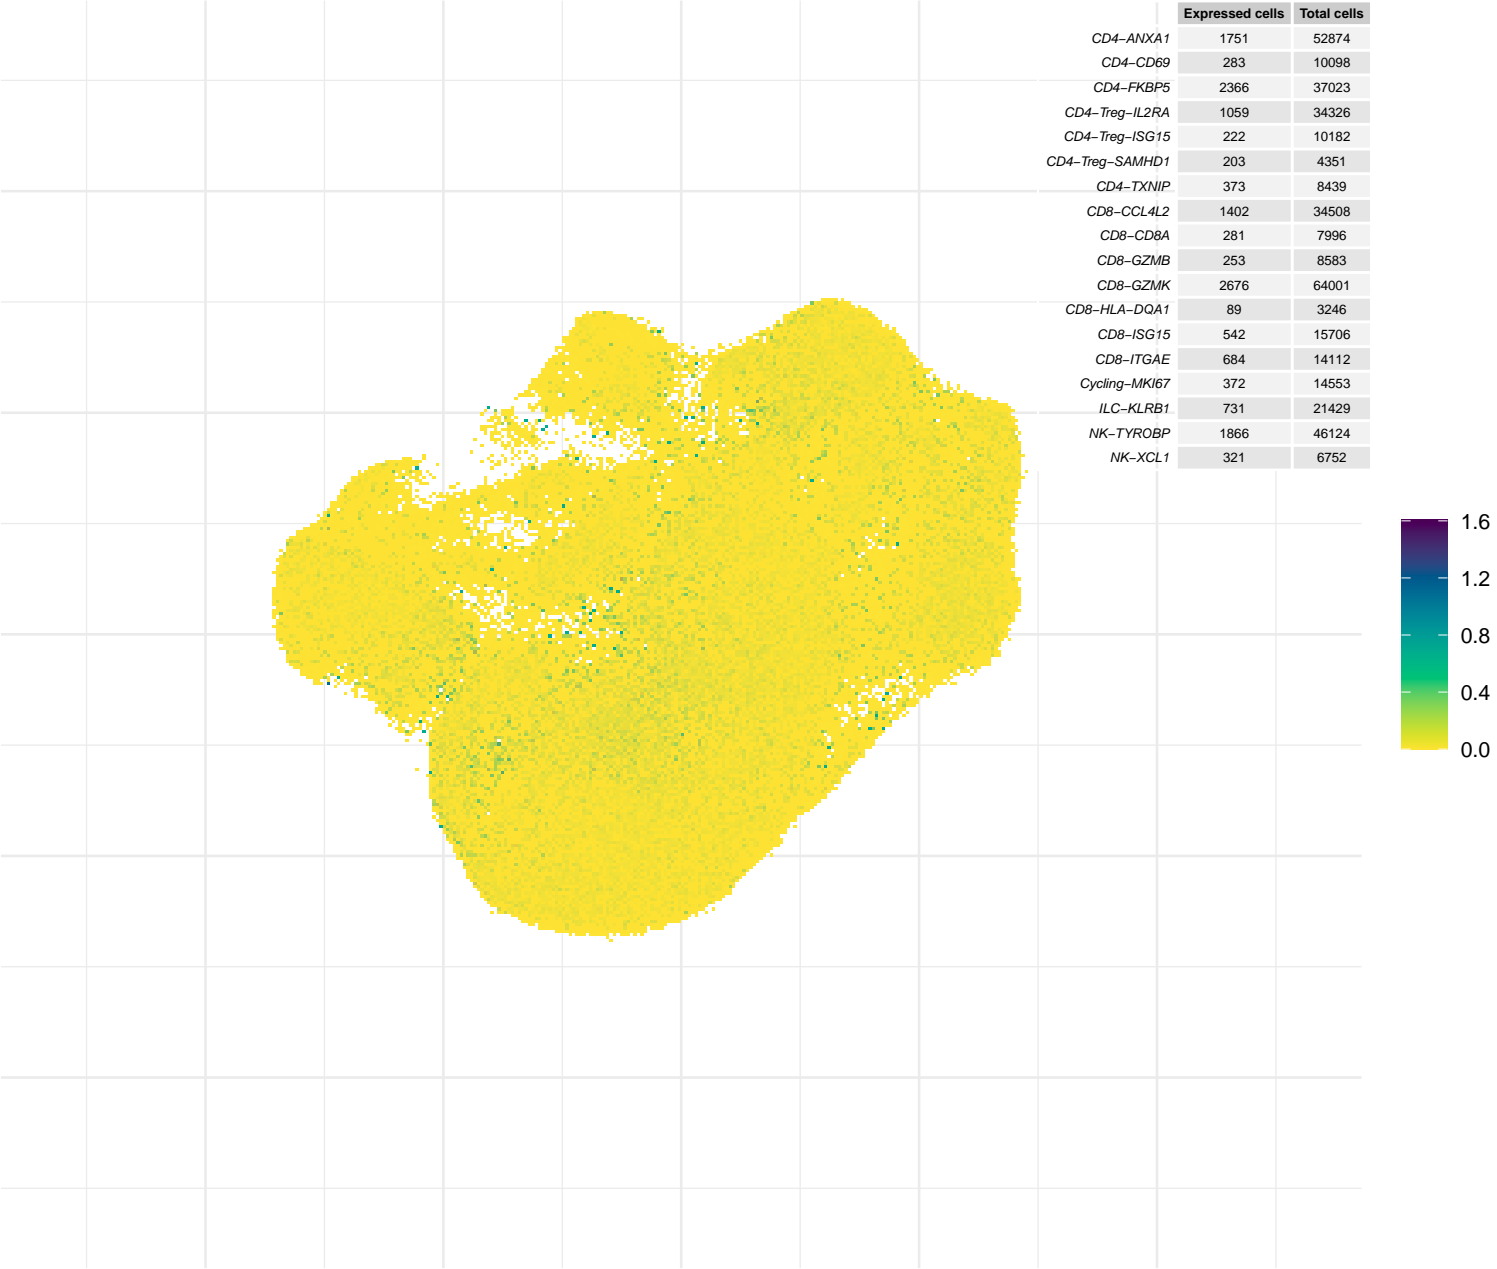 Expressed cells Total cells
CD4−ANXA1 1751 52874
CD4−CD69 283 10098
CD4−FKBP5 2366 37023
CD4−Treg−IL2RA 1059 34326
CD4−Treg−ISG15 222 10182
CD4−Treg−SAMHD1 203 4351
CD4−TXNIP 373 8439
CD8−CCL4L2 1402 34508
CD8−CD8A 281 7996
CD8−GZMB 253 8583
CD8−GZMK 2676 64001
CD8−HLA−DQA1 89 3246
CD8−ISG15 542 15706
CD8−ITGAE 684 14112
Cycling−MKI67 372 14553
ILC−KLRB1 731 21429
NK−TYROBP 1866 46124
NK−XCL1 321 6752
1.6
1.2
0.8
0.4
0.0